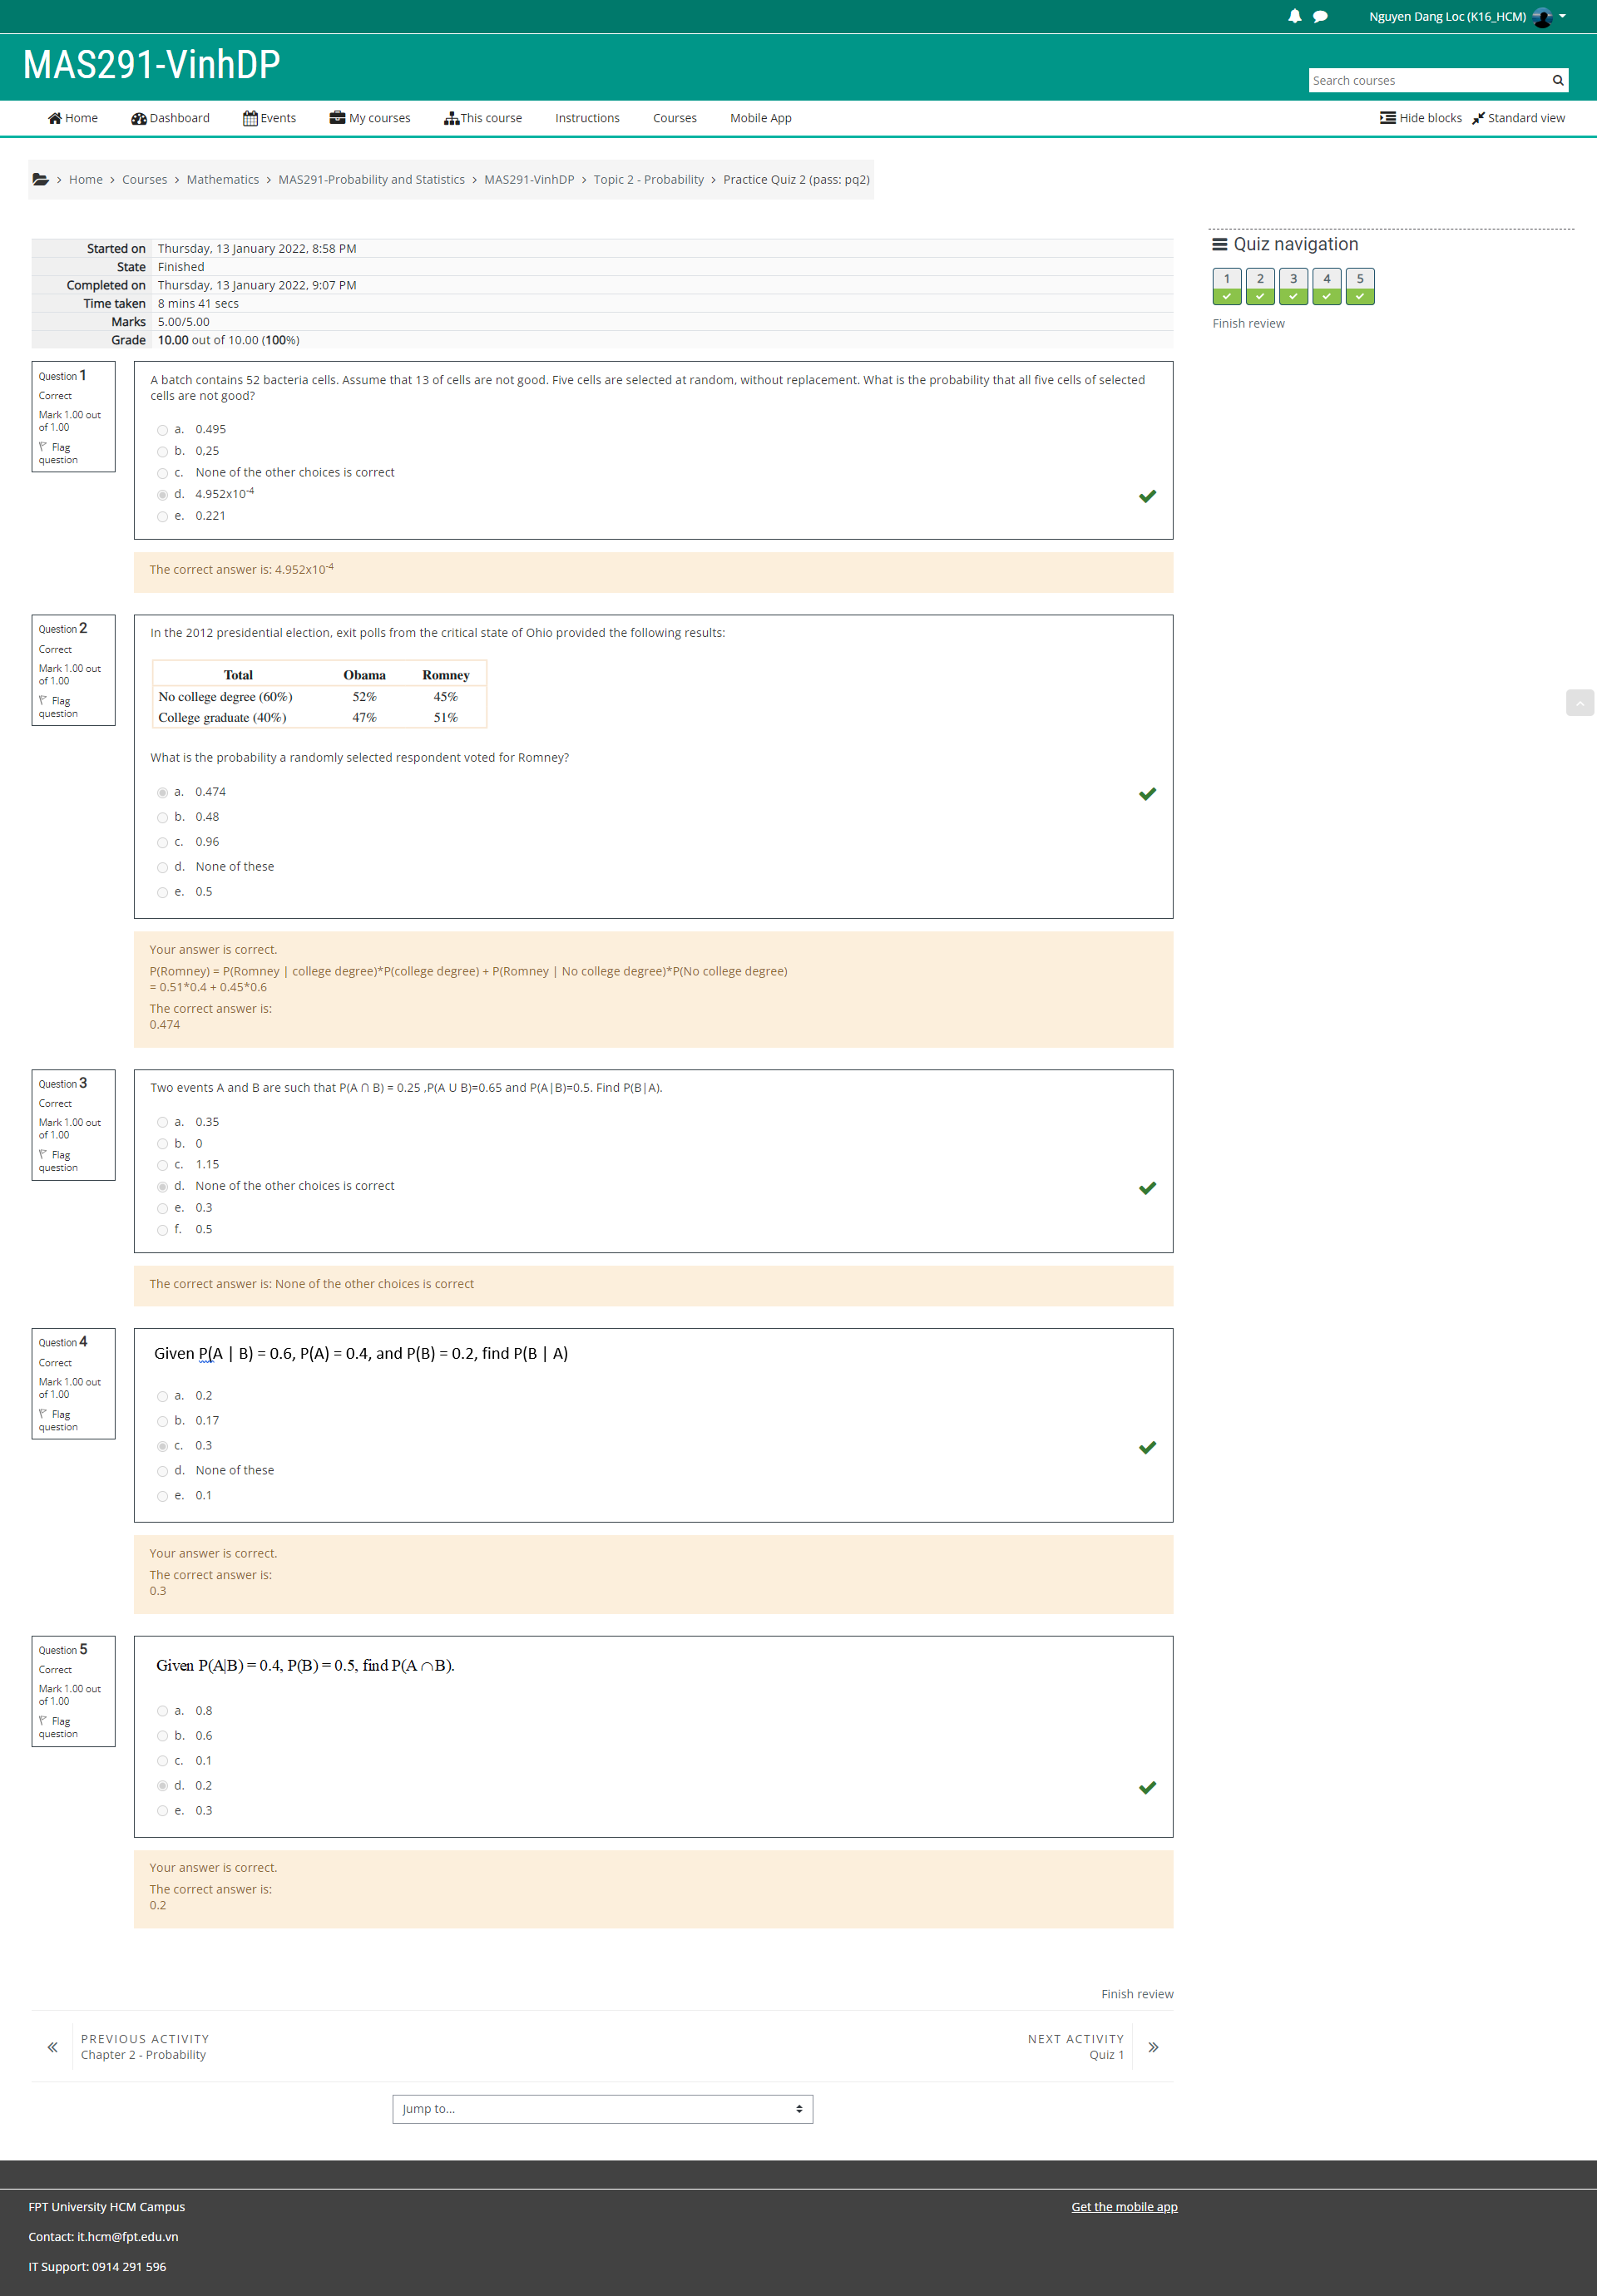 Nguyen Dang Loc (K16_HCM)
MAS291-VinhDP
Search courses
Home Dashboard Events My courses This course Instructions Courses Mobile App Hide blocks Standard view
Home > Courses > Mathematics > MAS291-Probability and Statistics > MAS291-VinhDP > Topic 2 - Probability > Practice Quiz 2 (pass: pq2)
Started on Thursday, 13 January 2022, 8:58 PM
State Finished
Completed on Thursday, 13 January 2022, 9:07 PM
Time taken 8 mins 41 secs
Marks 5.00/5.00
Grade 10.00 out of 10.00 (100%)
Quiz navigation
1 2 3 4 5
Finish review
Question 1
Correct
Mark 1.00 out
of 1.00
Flag
question
A batch contains 52 bacteria cells. Assume that 13 of cells are not good. Five cells are selected at random, without replacement. What is the probability that all five cells of selected
cells are not good?
a. 0.495
b. 0,25
c. None of the other choices is correct
d. 4.952x10⁻⁴
e. 0.221
The correct answer is: 4.952x10⁻⁴
Question 2
Correct
Mark 1.00 out
of 1.00
Flag
question
In the 2012 presidential election, exit polls from the critical state of Ohio provided the following results:
Total Obama Romney
No college degree (60%) 52% 45%
College graduate (40%) 47% 51%
What is the probability a randomly selected respondent voted for Romney?
a. 0.474
b. 0.48
c. 0.96
d. None of these
e. 0.5
Your answer is correct.
P(Romney) = P(Romney | college degree)*P(college degree) + P(Romney | No college degree)*P(No college degree)
= 0.51*0.4 + 0.45*0.6
The correct answer is:
0.474
Question 3
Correct
Mark 1.00 out
of 1.00
Flag
question
Two events A and B are such that P(A ∩ B) = 0.25 ,P(A U B)=0.65 and P(A|B)=0.5. Find P(B|A).
a. 0.35
b. 0
c. 1.15
d. None of the other choices is correct
e. 0.3
f. 0.5
The correct answer is: None of the other choices is correct
Question 4
Correct
Mark 1.00 out
of 1.00
Flag
question
Given P(A | B) = 0.6, P(A) = 0.4, and P(B) = 0.2, find P(B | A)
a. 0.2
b. 0.17
c. 0.3
d. None of these
e. 0.1
Your answer is correct.
The correct answer is:
0.3
Question 5
Correct
Mark 1.00 out
of 1.00
Flag
question
Given P(A|B) = 0.4, P(B) = 0.5, find P(A ∩ B).
a. 0.8
b. 0.6
c. 0.1
d. 0.2
e. 0.3
Your answer is correct.
The correct answer is:
0.2
Finish review
PREVIOUS ACTIVITY
Chapter 2 - Probability
NEXT ACTIVITY
Quiz 1
Jump to...
FPT University HCM Campus
Get the mobile app
Contact: it.hcm@fpt.edu.vn
IT Support: 0914 291 596